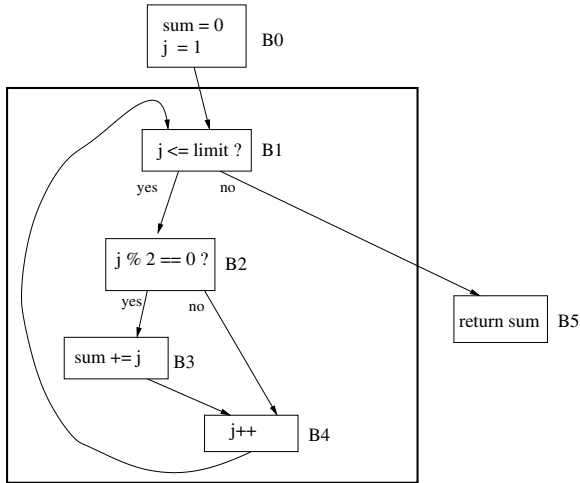 sum = 0
j = 1
B0
j <= limit ?
B1
yes
no
j % 2 == 0 ?
B2
yes
no
return sum
B5
sum += j
B3
j++
B4